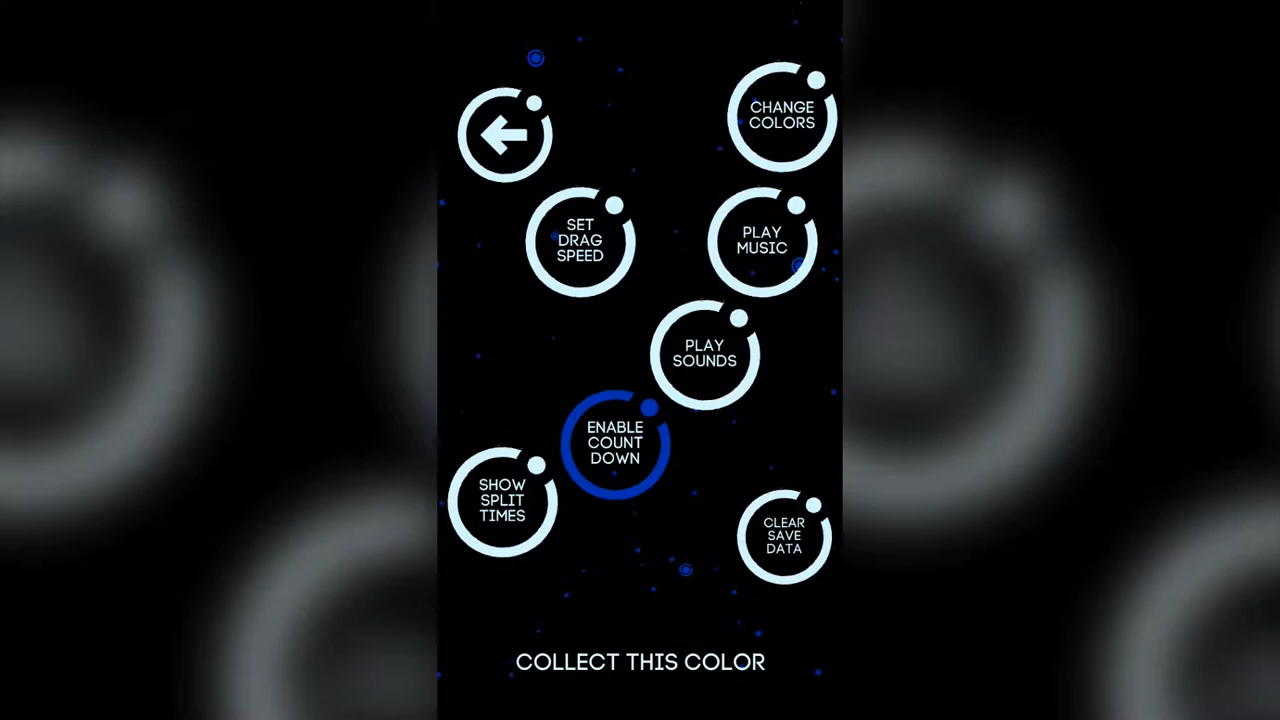 CHANGE
COLORS
SET
DRAG
SPEED
PLAY
MUSIC
PLAY
SOUNDS
ENABLE
COUNT
DOWN
SHOW
SPLIT
TIMES
CLEAR
SAVE
DATA
COLLECT THIS COLOR